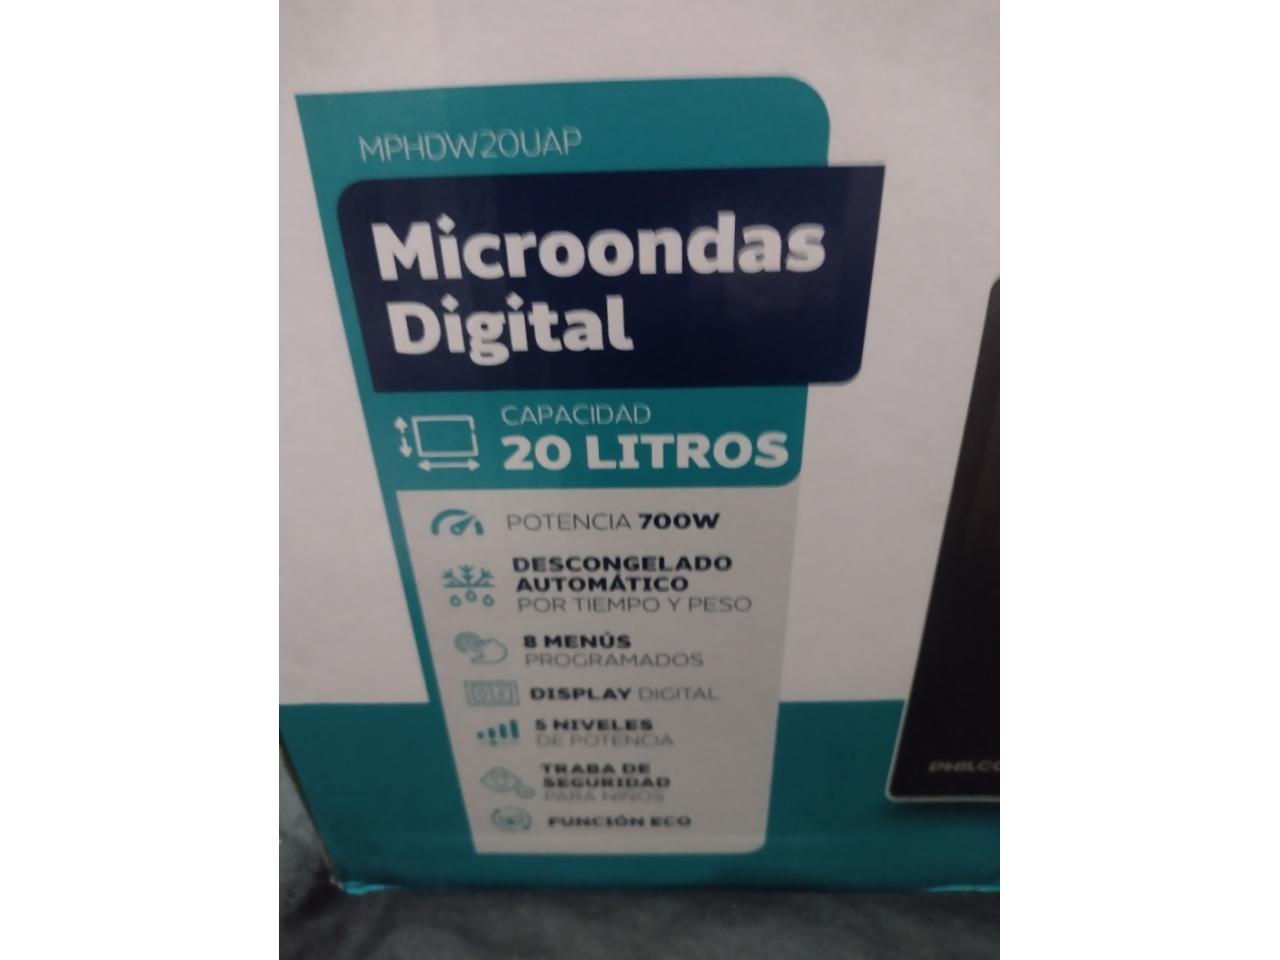 MPHDW20UAP
Microondas
Digital
CAPACIDAD
20 LITROS
POTENCIA 700W
DESCONGELADO
AUTOMÁTICO
POR TIEMPO Y PESO
8 MENÚS
PROGRAMADOS
DISPLAY DIGITAL
5 NIVELES
DE POTENCIA
TRABA DE
SEGURIDAD
PARA NIÑOS
FUNCIÓN ECO
PHILCO